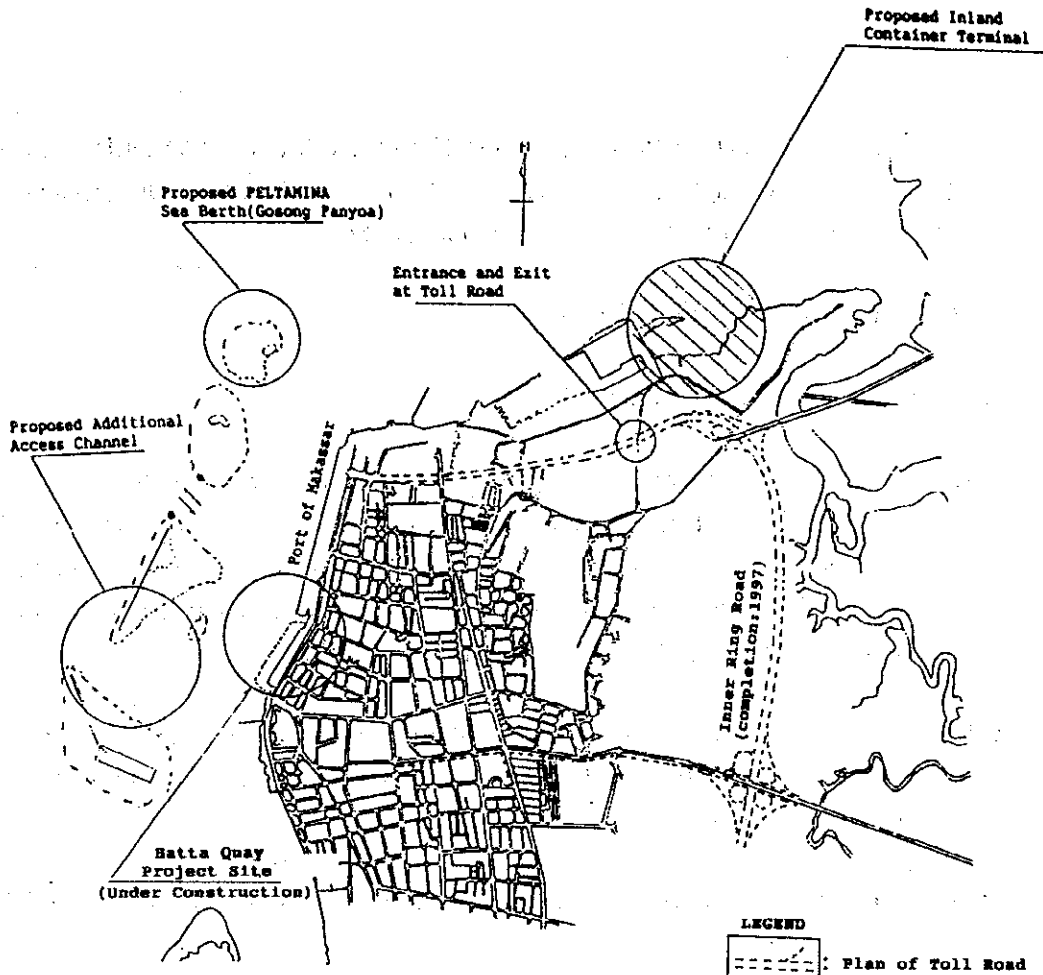 Proposed Inland
Container Terminal
N
Proposed PELTAMINA
Sea Berth(Gosong Panyoa)
Entrance and Exit
at Toll Road
Proposed Additional
Access Channel
Port of Makassar
Inner Ring Road
(completion:1997)
Hatta Quay
Project Site
(Under Construction)
LEGEND
: Plan of Toll Road